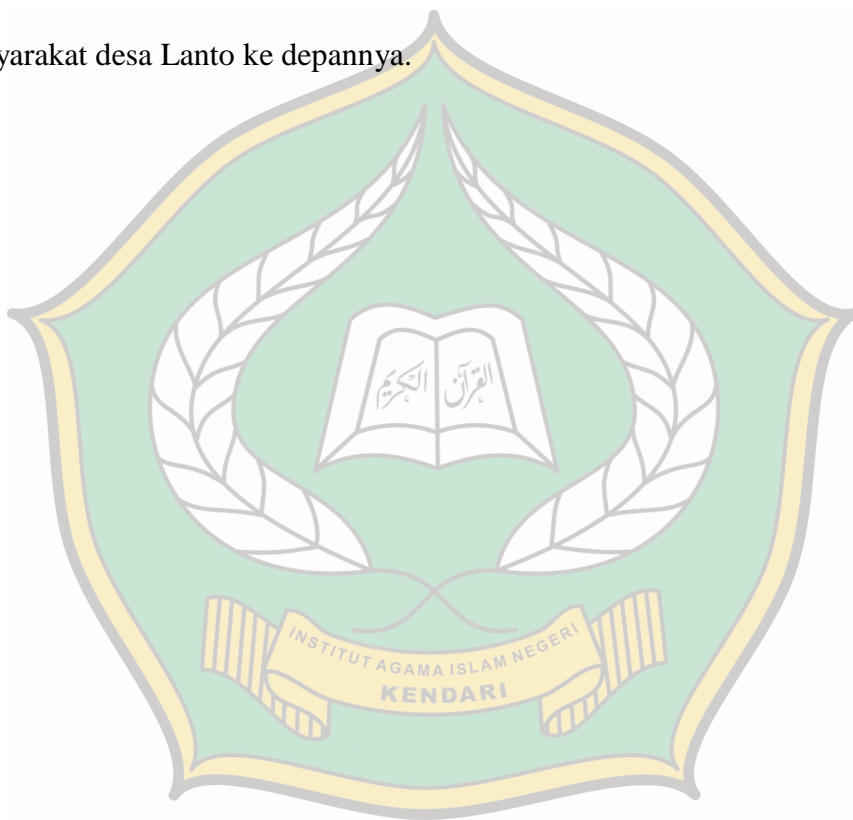 yarakat desa Lanto ke depannya.
القرآن الكريم
INSTITUT AGAMA ISLAM NEGERI
KENDARI